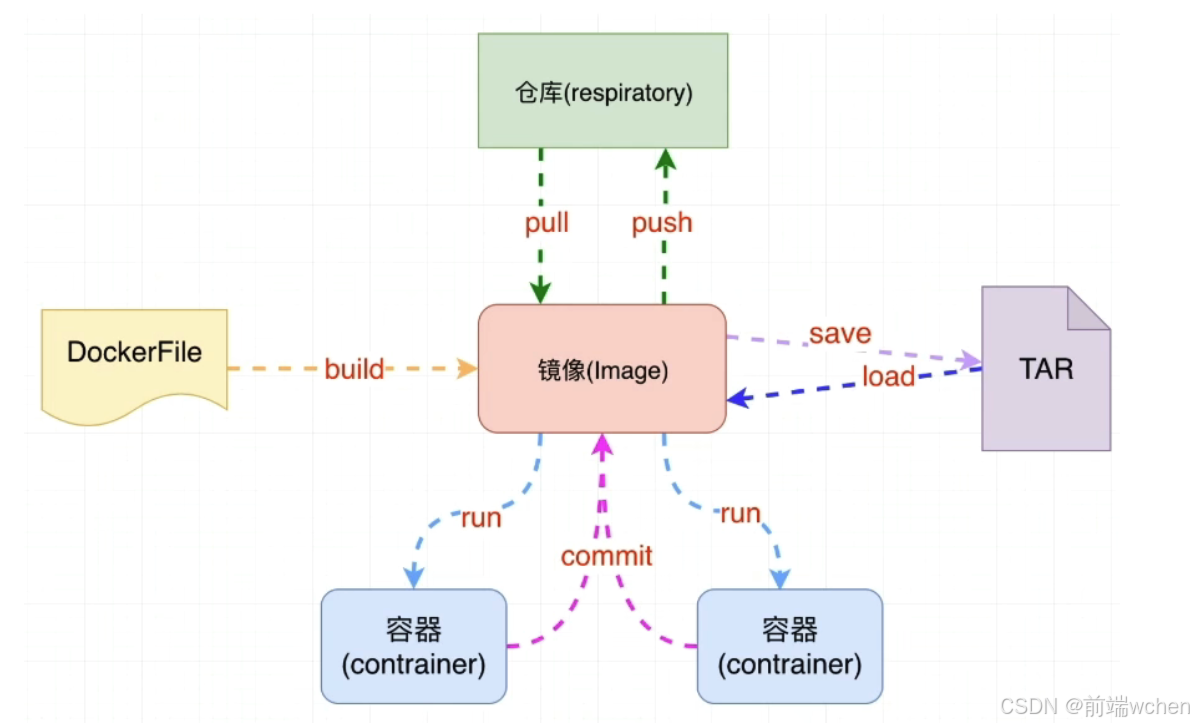 仓库(respiratory)
pull
push
DockerFile
build
镜像(Image)
save
load
TAR
run
run
commit
容器
(contrainer)
容器
(contrainer)
CSDN @前端wchen